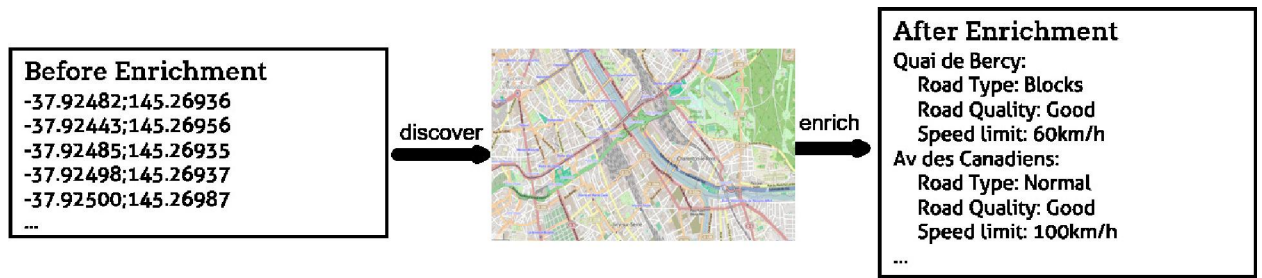 Before Enrichment
-37.92482;145.26936
-37.92443;145.26956
-37.92485;145.26935
-37.92498;145.26937
-37.92500;145.26987
...
discover
enrich
After Enrichment
Quai de Bercy:
Road Type: Blocks
Road Quality: Good
Speed limit: 60km/h
Av des Canadiens:
Road Type: Normal
Road Quality: Good
Speed limit: 100km/h
...